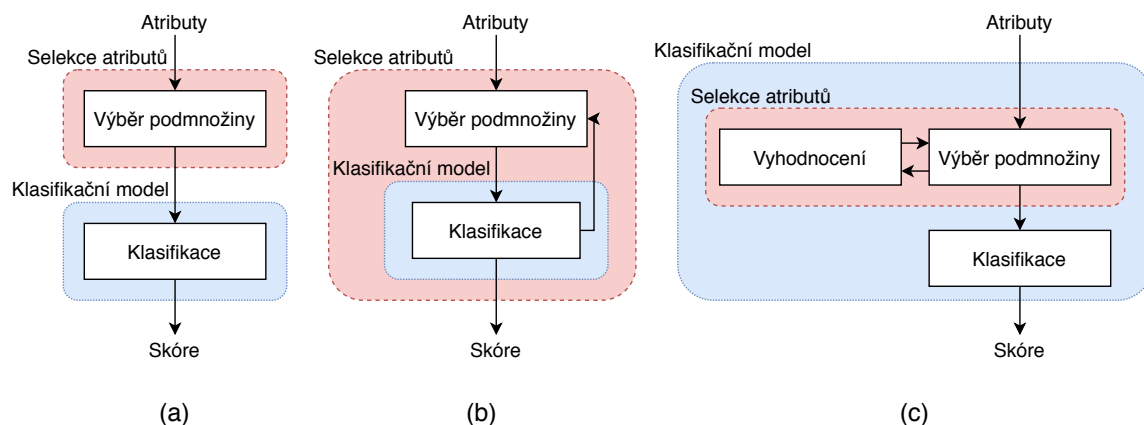 Atributy
Selekce atributů
Výběr podmnožiny
Klasifikační model
Klasifikace
Skóre
(a)
Atributy
Selekce atributů
Výběr podmnožiny
Klasifikační model
Klasifikace
Skóre
(b)
Atributy
Klasifikační model
Selekce atributů
Vyhodnocení
Výběr podmnožiny
Klasifikace
Skóre
(c)